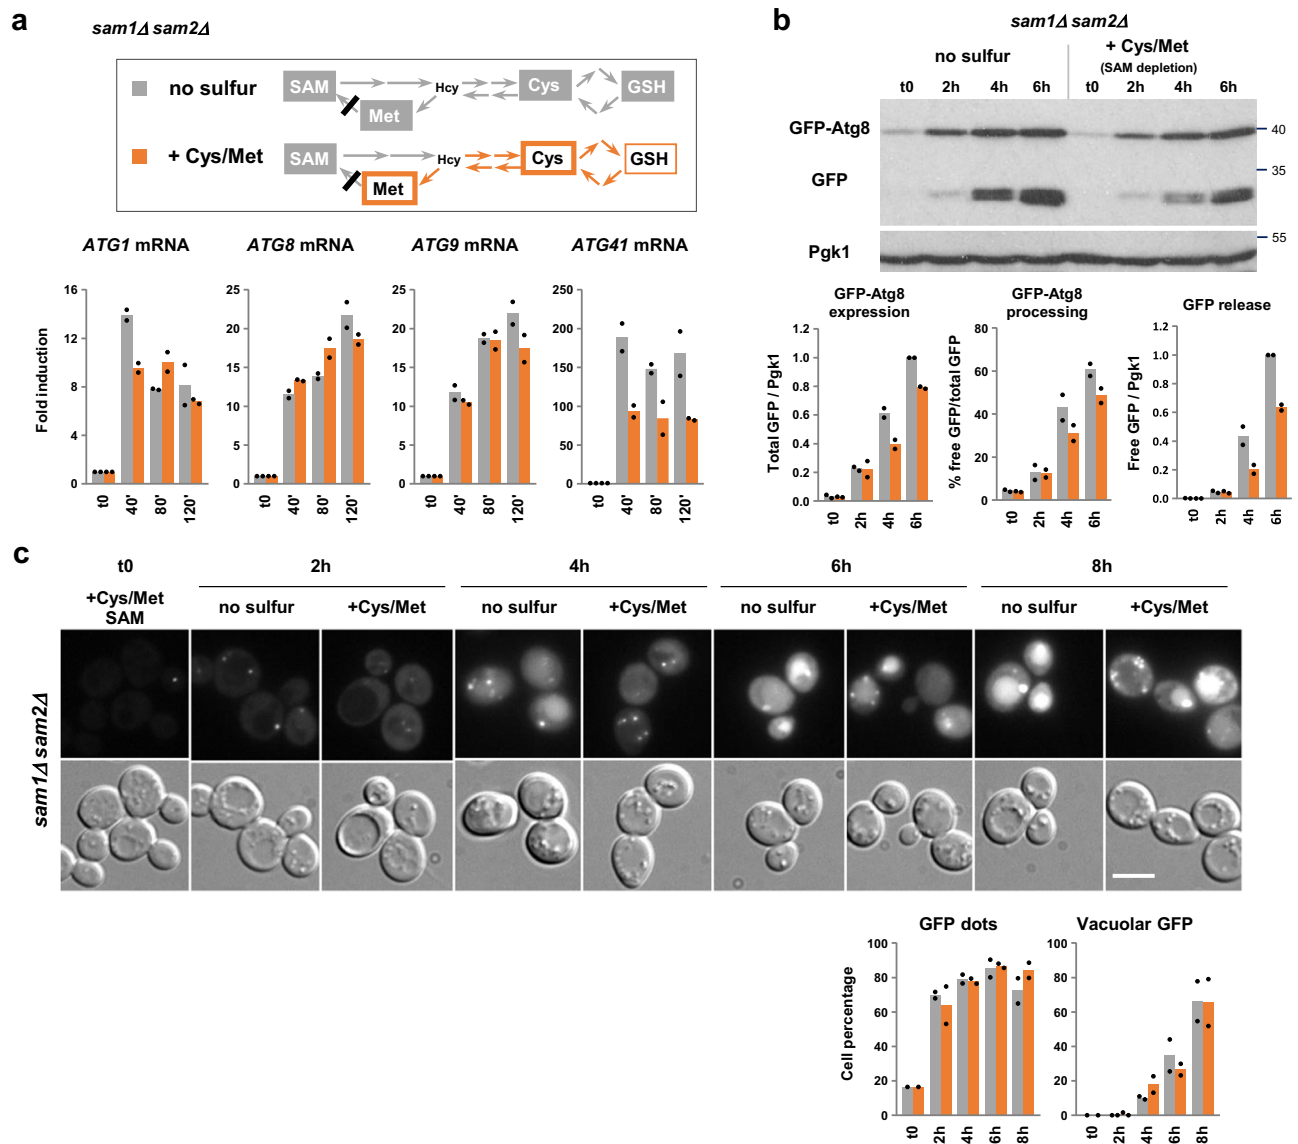 a
sam1Δ sam2Δ
no sulfur
SAM
Hcy
Cys
GSH
Met
+ Cys/Met
SAM
Hcy
Cys
GSH
Met
ATG1 mRNA
ATG8 mRNA
ATG9 mRNA
ATG41 mRNA
Fold induction
16
12
8
4
0
t0
40'
80'
120'
25
20
15
10
5
0
t0
40'
80'
120'
25
20
15
10
5
0
t0
40'
80'
120'
250
200
150
100
50
0
t0
40'
80'
120'
b
sam1Δ sam2Δ
no sulfur
+ Cys/Met
(SAM depletion)
t0 2h 4h 6h t0 2h 4h 6h
GFP-Atg8
40
35
GFP
55
Pgk1
GFP-Atg8
expression
Total GFP / Pgk1
1.2
1.0
0.8
0.6
0.4
0.2
0.0
t0
2h
4h
6h
GFP-Atg8
processing
% free GFP/total GFP
80
60
40
20
0
t0
2h
4h
6h
GFP release
Free GFP / Pgk1
1.2
1.0
0.8
0.6
0.4
0.2
0.0
t0
2h
4h
6h
c
t0 2h 4h 6h 8h
+Cys/Met
SAM
no sulfur +Cys/Met no sulfur +Cys/Met no sulfur +Cys/Met no sulfur +Cys/Met
sam1Δ sam2Δ
GFP dots
Cell percentage
100
80
60
40
20
0
t0
2h
4h
6h
8h
Vacuolar GFP
100
80
60
40
20
0
t0
2h
4h
6h
8h